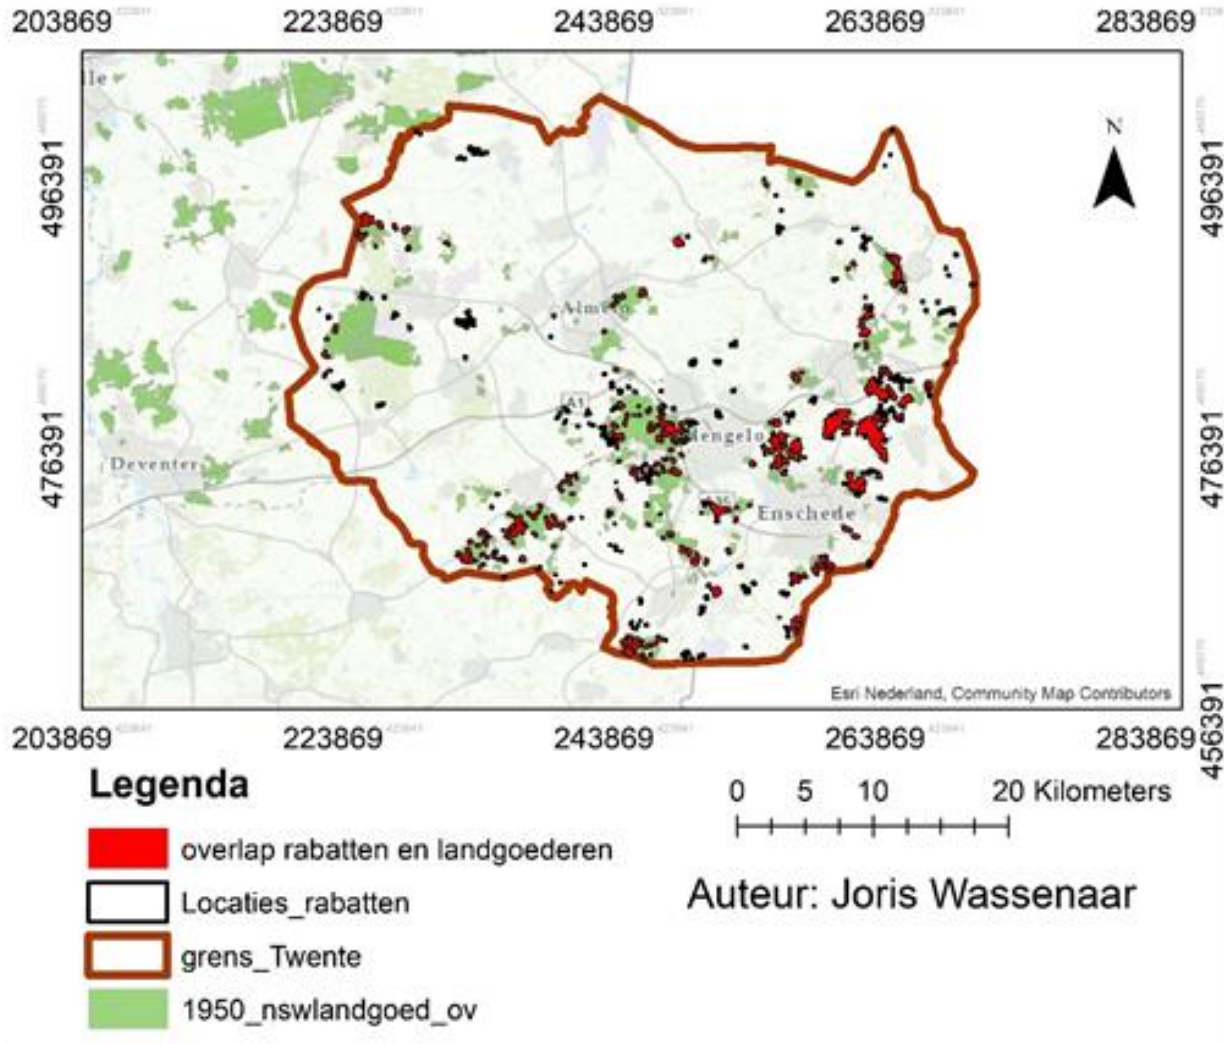 203869 223869 243869 263869 283869
lle
N
496391 496391
Almelo
A1
Hengelo
476391 476391
Deventer
A35
Enschede
Esri Nederland, Community Map Contributors
456391
203869 223869 243869 263869 283869
Legenda
0 5 10 20 Kilometers
overlap rabatten en landgoederen
Locaties_rabatten
Auteur: Joris Wassenaar
grens_Twente
1950_nswlandgoed_ov